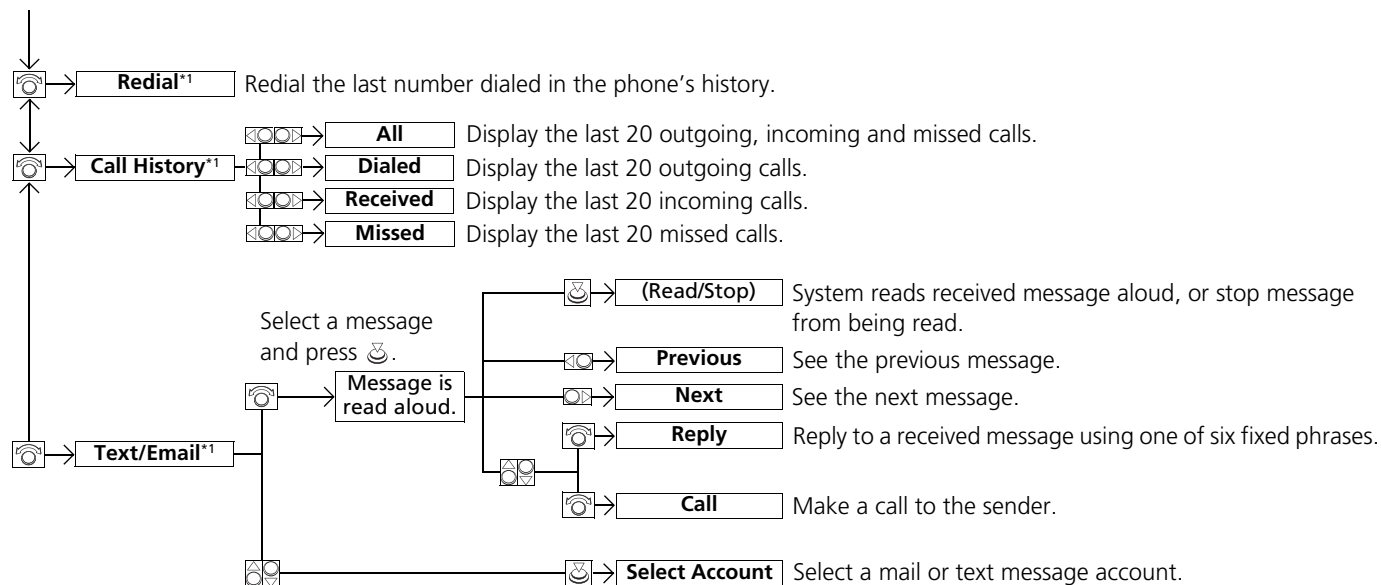 Redial*1 Redial the last number dialed in the phone's history.
Call History*1
All Display the last 20 outgoing, incoming and missed calls.
Dialed Display the last 20 outgoing calls.
Received Display the last 20 incoming calls.
Missed Display the last 20 missed calls.
Text/Email*1
Select a message
and press .
Message is
read aloud.
(Read/Stop) System reads received message aloud, or stop message
from being read.
Previous See the previous message.
Next See the next message.
Reply Reply to a received message using one of six fixed phrases.
Call Make a call to the sender.
Select Account Select a mail or text message account.